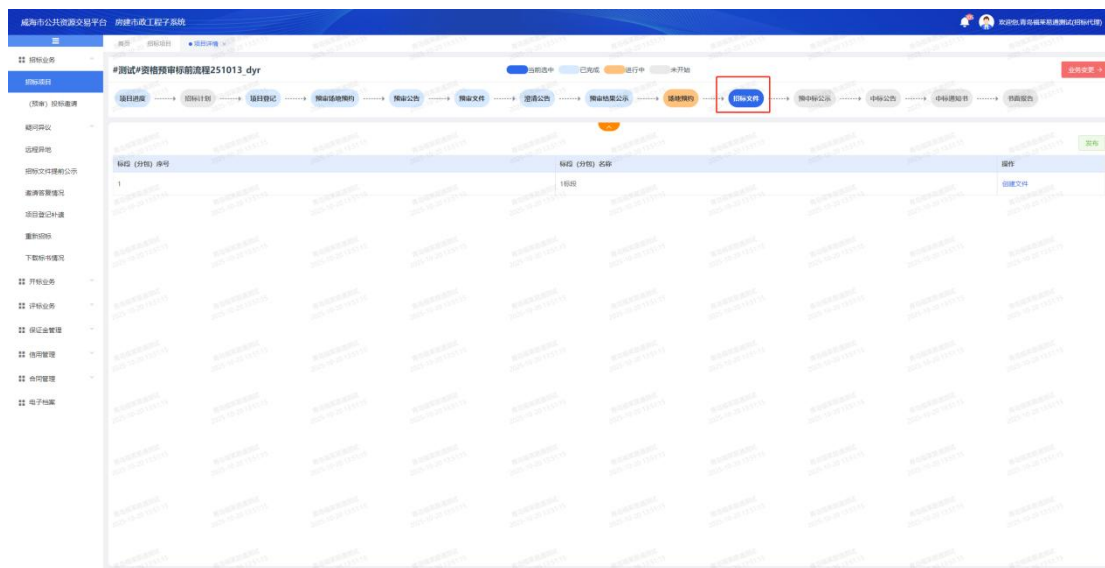 威海市公共资源交易平台 房建市政工程子系统
欢迎您,青岛福莱易通测试(招标代理)
首页 招标项目 项目详情 ×
招标业务
招标项目
(预审) 投标邀请
疑问异议
远程异地
招标文件提前公示
邀请答复情况
项目登记补遗
重新招标
下载标书情况
开标业务
评标业务
保证金管理
信用管理
合同管理
电子档案
#测试#资格预审标前流程251013_dyr
当前选中 已完成 进行中 未开始
业务变更
项目进度 招标计划 项目登记 预审场地预约 预审公告 预审文件 澄清公告 预审结果公示 场地预约 招标文件 预中标公示 中标公告 中标通知书 书面报告
发布
标段 (分包) 序号 标段 (分包) 名称 操作
1 1标段 创建文件